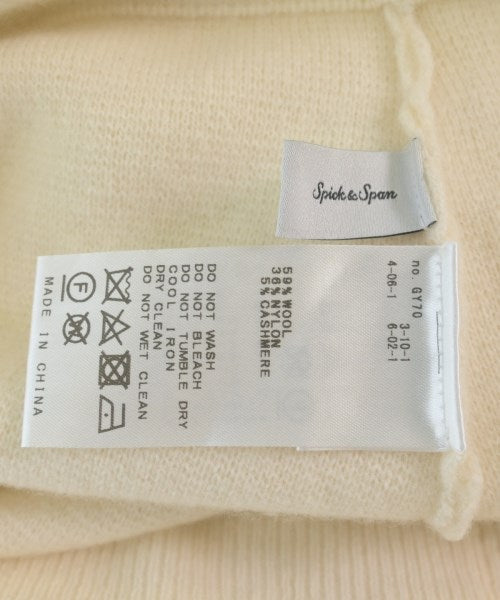 Spick & Span
no. GY70
3-10-1
4-06-1
6-02-1
59% WOOL
36% NYLON
5% CASHMERE
DO NOT WASH
DO NOT BLEACH
DO NOT TUMBLE DRY
COOL IRON
DRY CLEAN
DO NOT WET CLEAN
F
W
MADE IN CHINA